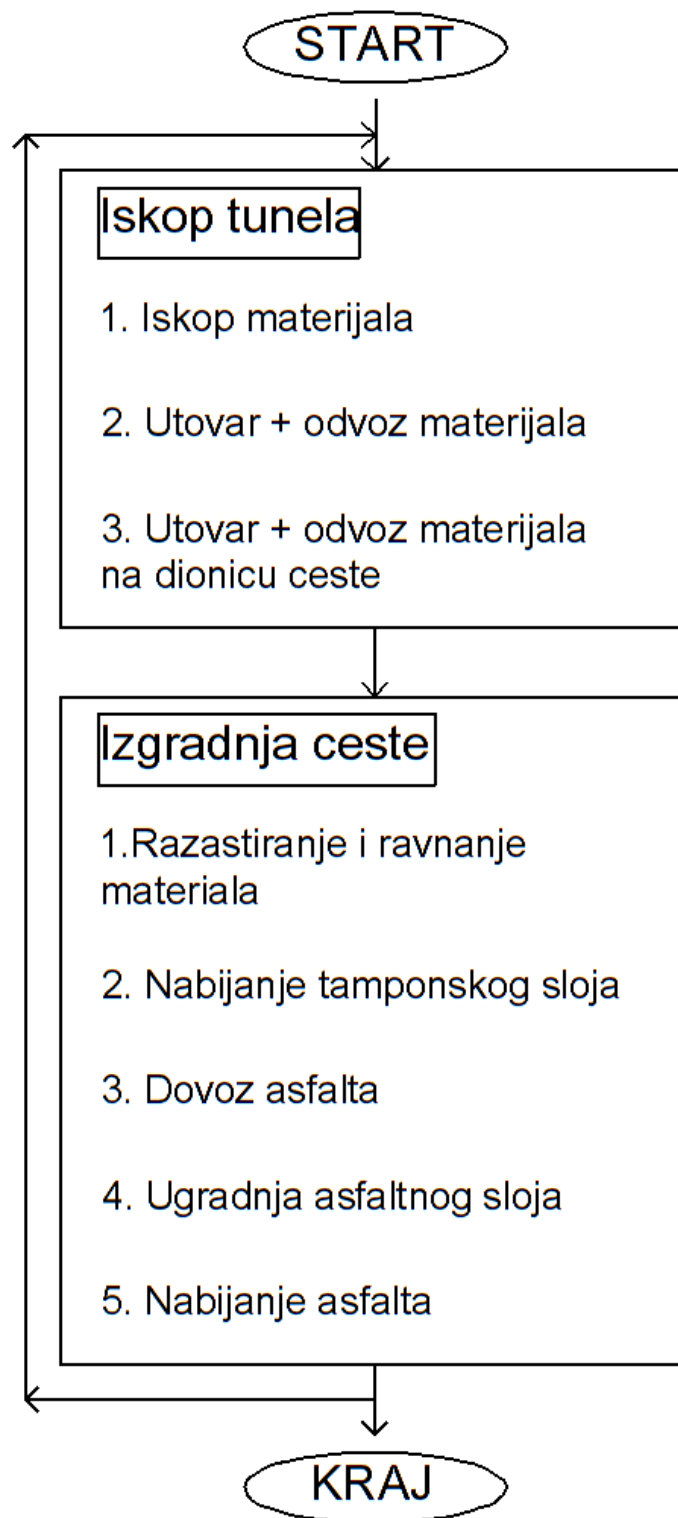 START
Iskop tunela
1. Iskop materijala
2. Utovar + odvoz materijala
3. Utovar + odvoz materijala
na dionicu ceste
Izgradnja ceste
1.Razastiranje i ravnanje
materiala
2. Nabijanje tamponskog sloja
3. Dovoz asfalta
4. Ugradnja asfaltnog sloja
5. Nabijanje asfalta
KRAJ